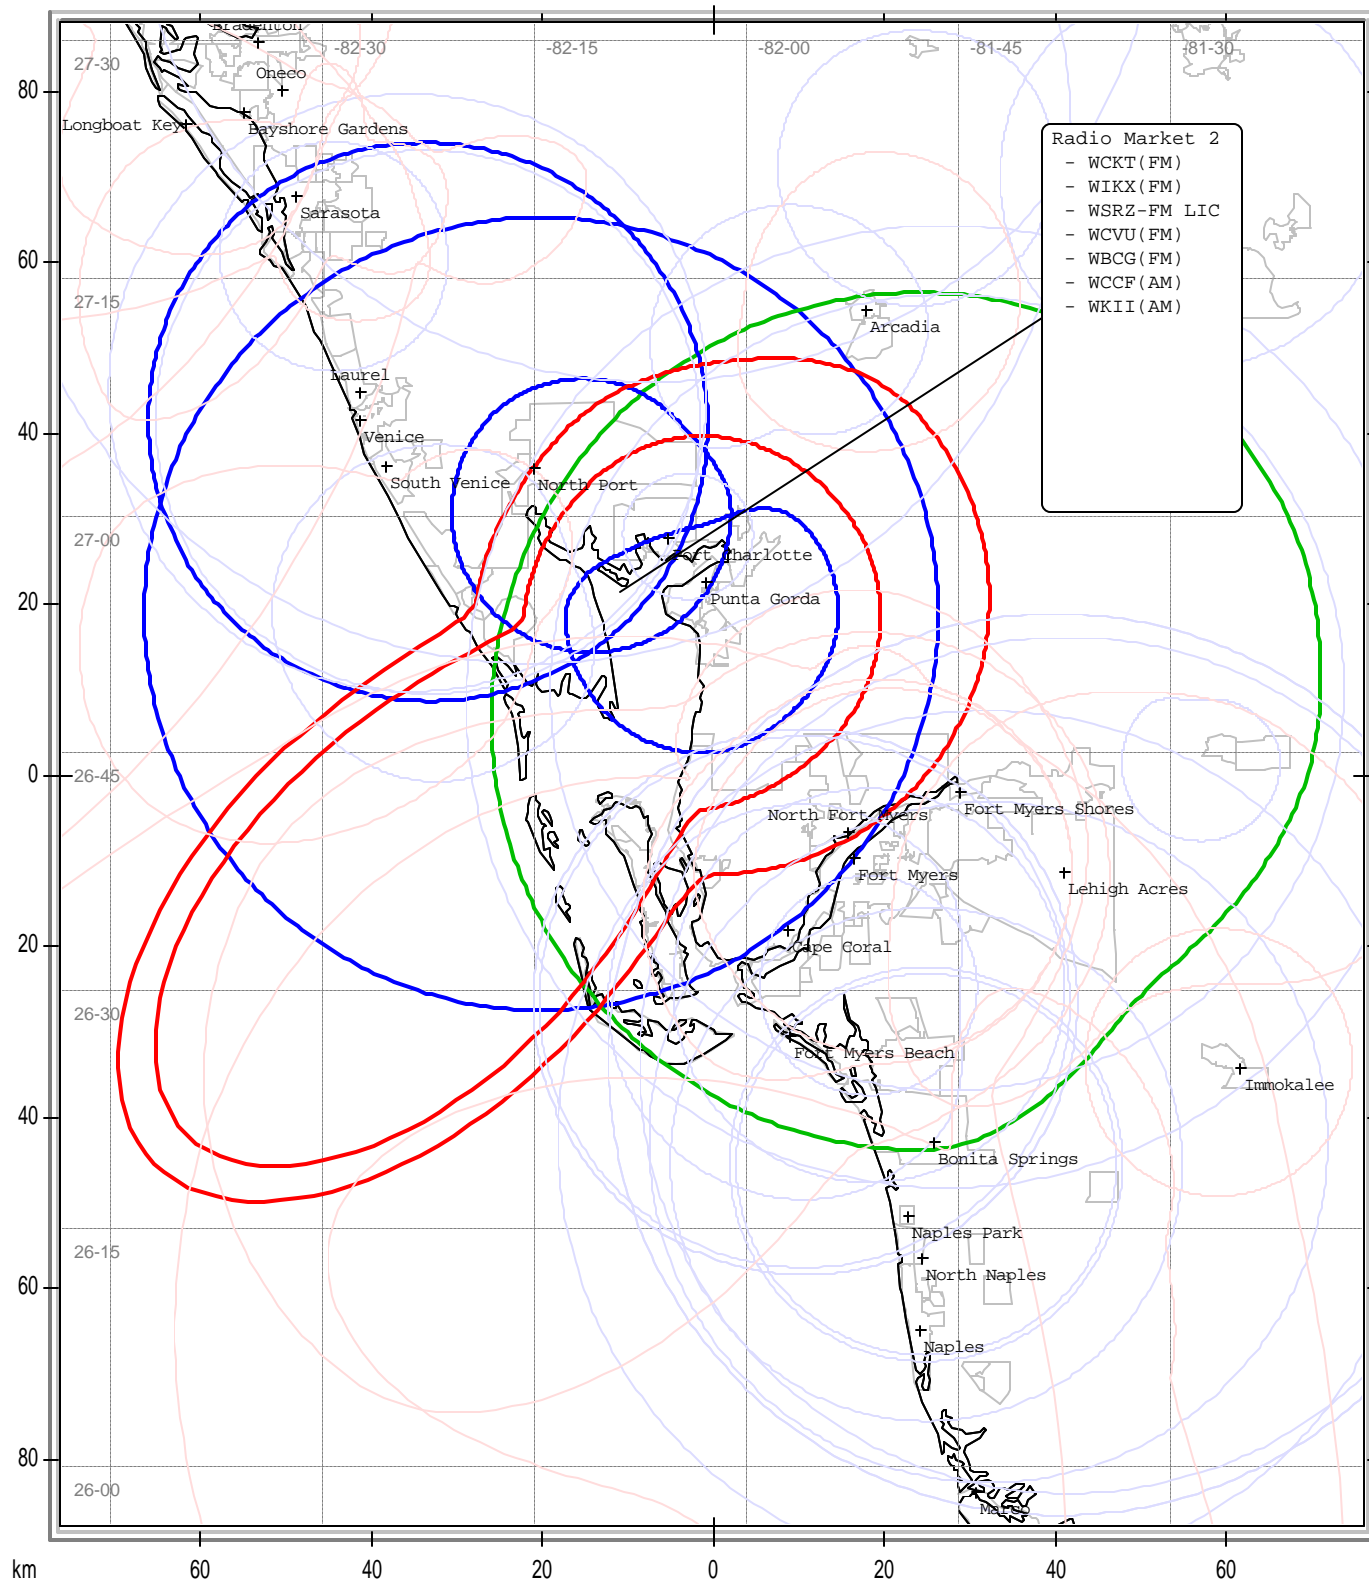 Bradenton
-82-30
-82-15
-82-00
-81-45
-81-30
27-30
Oneco
80
Longboat Key
Bayshore Gardens
Radio Market 2
- WCKT(FM)
- WIKX(FM)
- WSRZ-FM LIC
- WCVU(FM)
- WBCG(FM)
- WCCF(AM)
- WKII(AM)
Sarasota
60
27-15
Arcadia
Laurel
40
Venice
South Venice
North Port
27-00
Port Charlotte
20
Punta Gorda
0
26-45
North Fort Myers
Fort Myers Shores
Fort Myers
Lehigh Acres
20
Cape Coral
26-30
Fort Myers Beach
Immokalee
40
Bonita Springs
Naples Park
26-15
North Naples
60
Naples
80
26-00
Marco
km
60
40
20
0
20
40
60